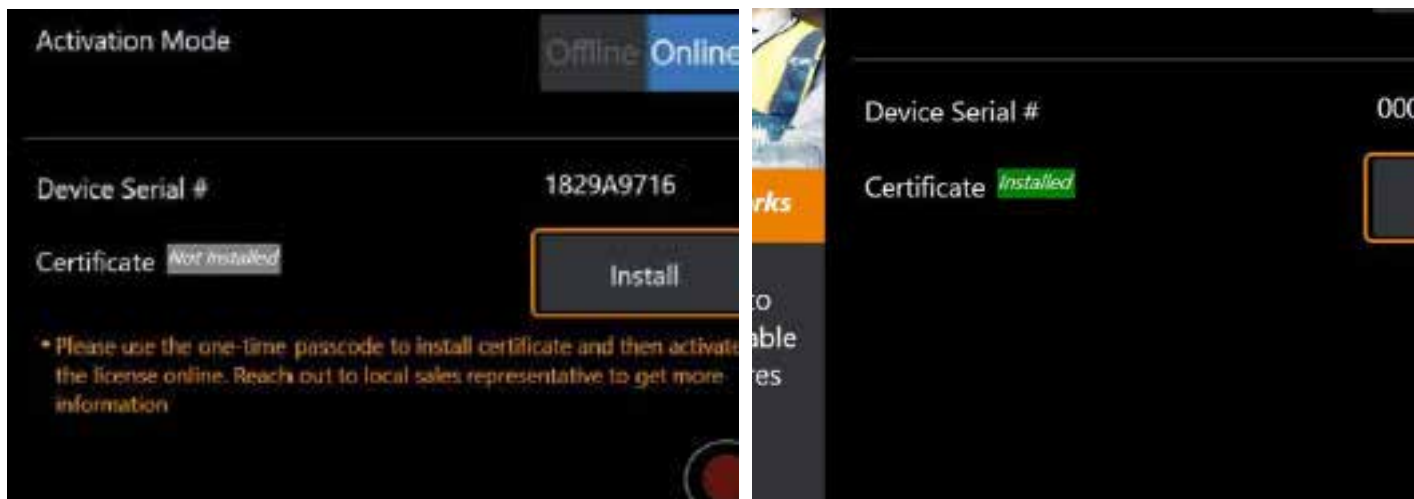 Activation Mode
Offline Online
Device Serial # 1829A9716
Certificate Not Installed
Install
* Please use the one-time passcode to install certificate and then activate
the license online. Reach out to local sales representative to get more
information
Device Serial # 000
Certificate Installed
rks
to
able
res